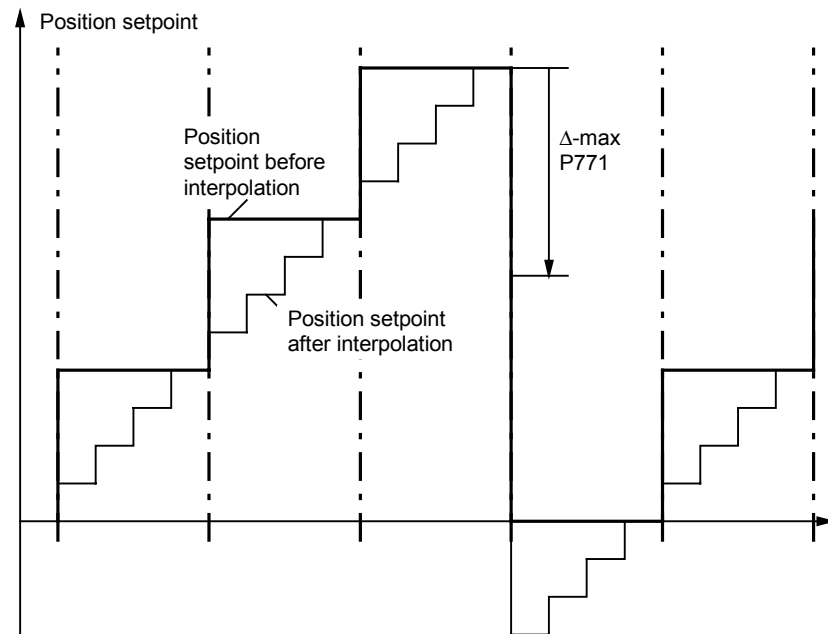 Position setpoint
Position
setpoint before
interpolation
Δ-max
P771
Position setpoint
after interpolation